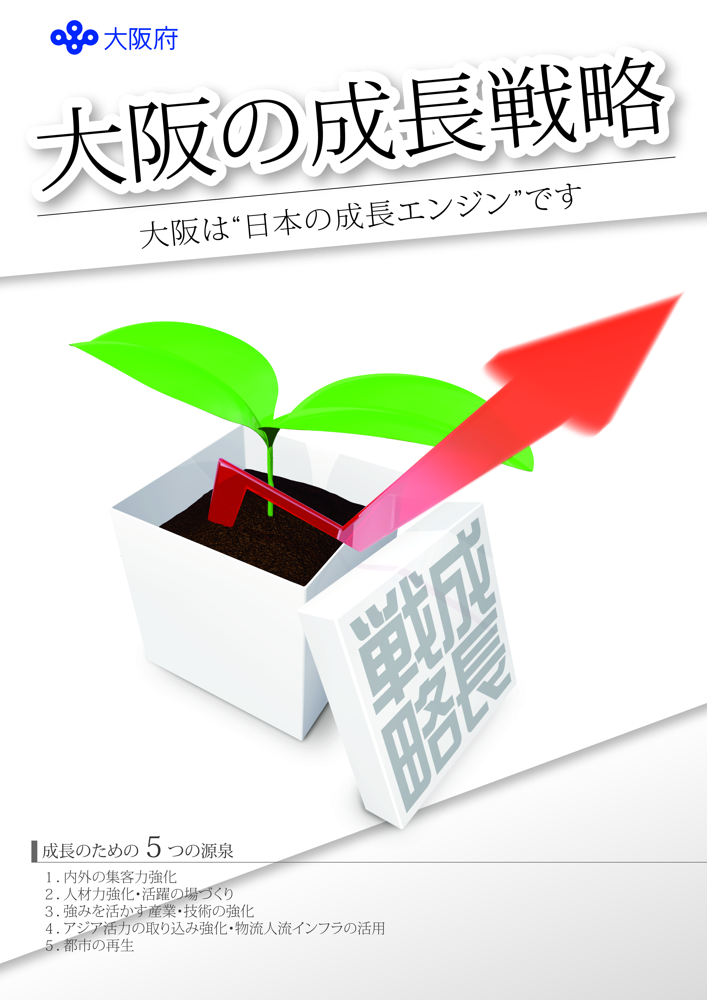 大阪府
大阪の成長戦略
大阪は“日本の成長エンジン”です
成長
戦略
成長のための 5 つの源泉
1. 内外の集客力強化
2. 人材力強化・活躍の場づくり
3. 強みを活かす産業・技術の強化
4. アジア活力の取り込み強化・物流人流インフラの活用
5. 都市の再生